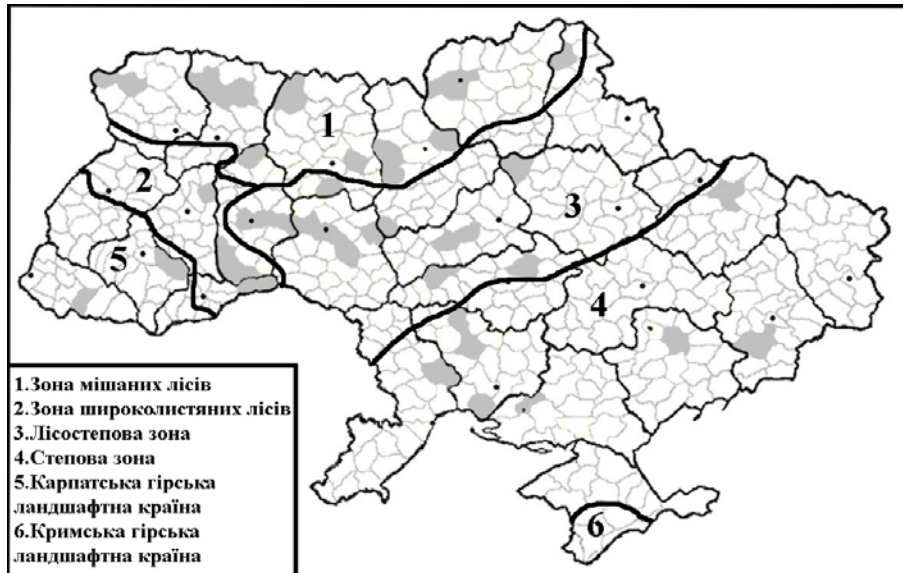 1
2
3
5
4
6
1.Зона мішаних лісів
2.Зона широколистяних лісів
3.Лісостепова зона
4.Степова зона
5.Карпатська гірська
ландшафтна країна
6.Кримська гірська
ландшафтна країна